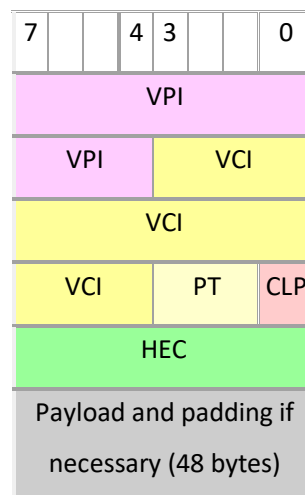 7 4 3 0
VPI
VPI VCI
VCI
VCI PT CLP
HEC
Payload and padding if
necessary (48 bytes)